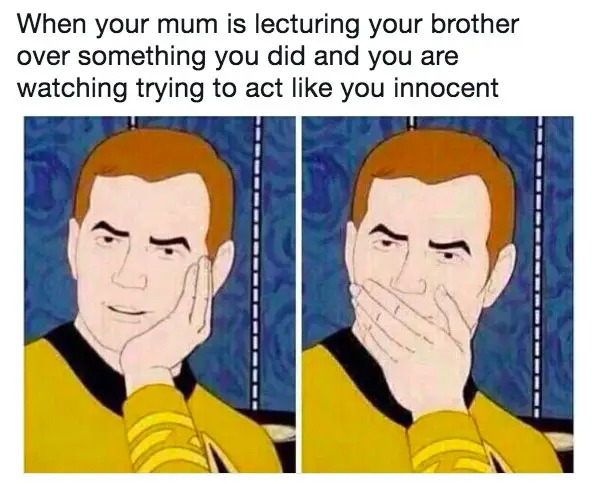 When your mum is lecturing your brother
over something you did and you are
watching trying to act like you innocent